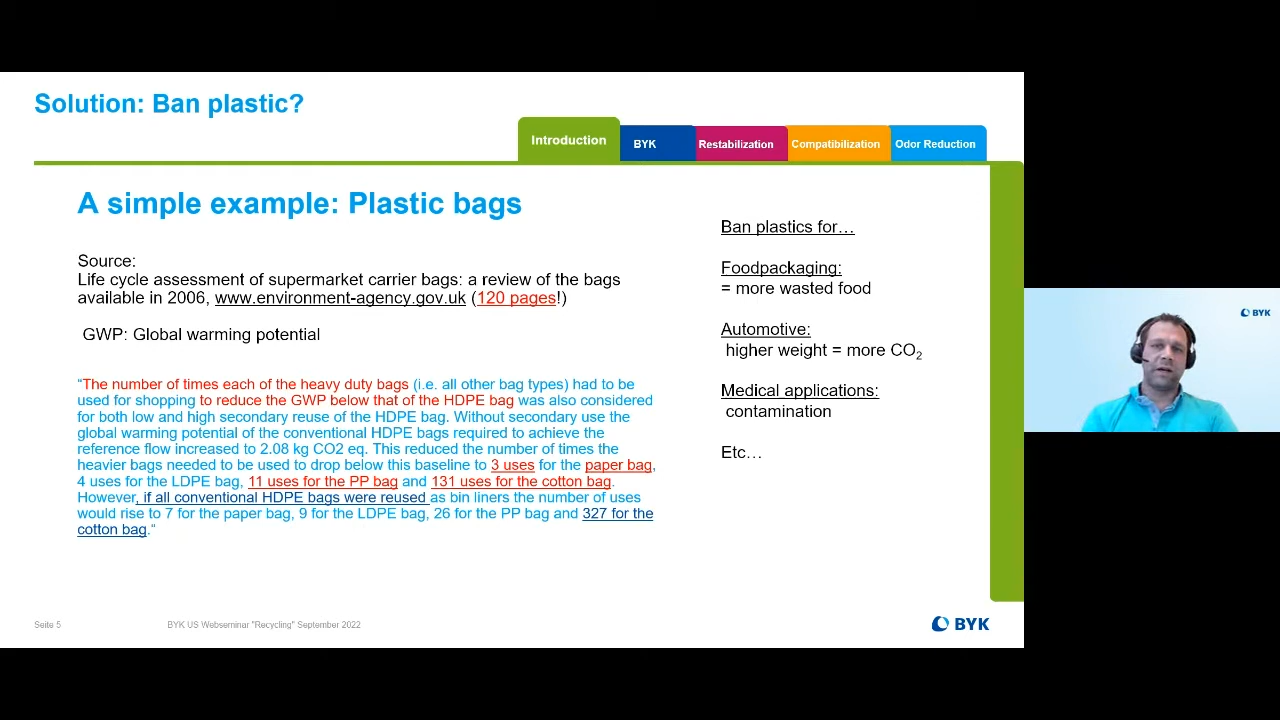 Solution: Ban plastic?
Introduction
BYK
Restabilization
Compatibilization
Odor Reduction
A simple example: Plastic bags
Source:
Life cycle assessment of supermarket carrier bags: a review of the bags
available in 2006, www.environment-agency.gov.uk (120 pages!)
GWP: Global warming potential
“The number of times each of the heavy duty bags (i.e. all other bag types) had to be
used for shopping to reduce the GWP below that of the HDPE bag was also considered
for both low and high secondary reuse of the HDPE bag. Without secondary use the
global warming potential of the conventional HDPE bags required to achieve the
reference flow increased to 2.08 kg CO2 eq. This reduced the number of times the
heavier bags needed to be used to drop below this baseline to 3 uses for the paper bag,
4 uses for the LDPE bag, 11 uses for the PP bag and 131 uses for the cotton bag.
However, if all conventional HDPE bags were reused as bin liners the number of uses
would rise to 7 for the paper bag, 9 for the LDPE bag, 26 for the PP bag and 327 for the
cotton bag.“
Ban plastics for…
Foodpackaging:
= more wasted food
Automotive:
higher weight = more CO₂
Medical applications:
contamination
Etc…
BYK
Seite 5
BYK US Webseminar "Recycling" September 2022
BYK